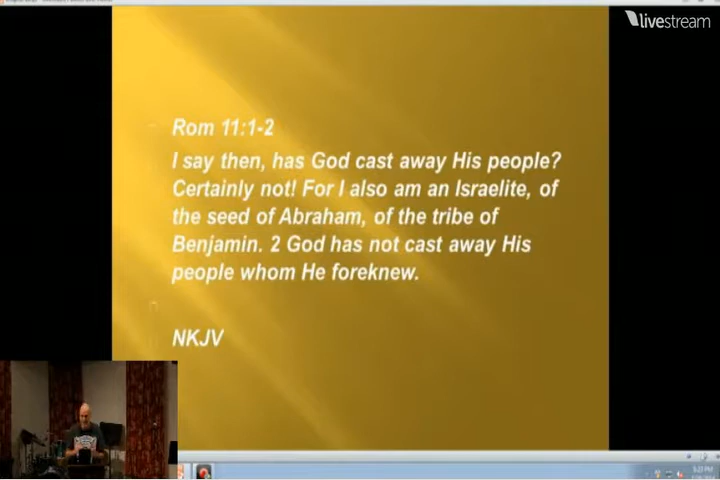 livestream
Rom 11:1-2
I say then, has God cast away His people?
Certainly not! For I also am an Israelite, of
the seed of Abraham, of the tribe of
Benjamin. 2 God has not cast away His
people whom He foreknew.
NKJV